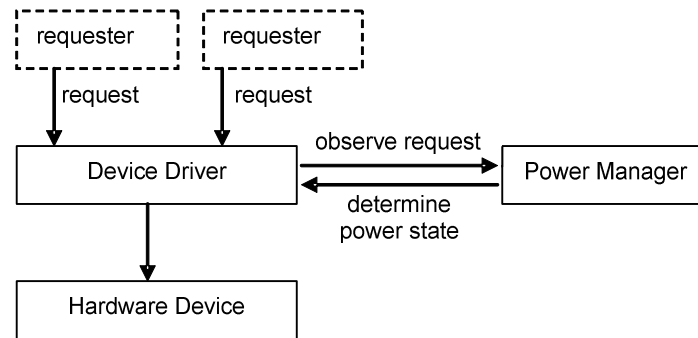 requester
requester
request
request
observe request
Device Driver
Power Manager
determine
power state
Hardware Device